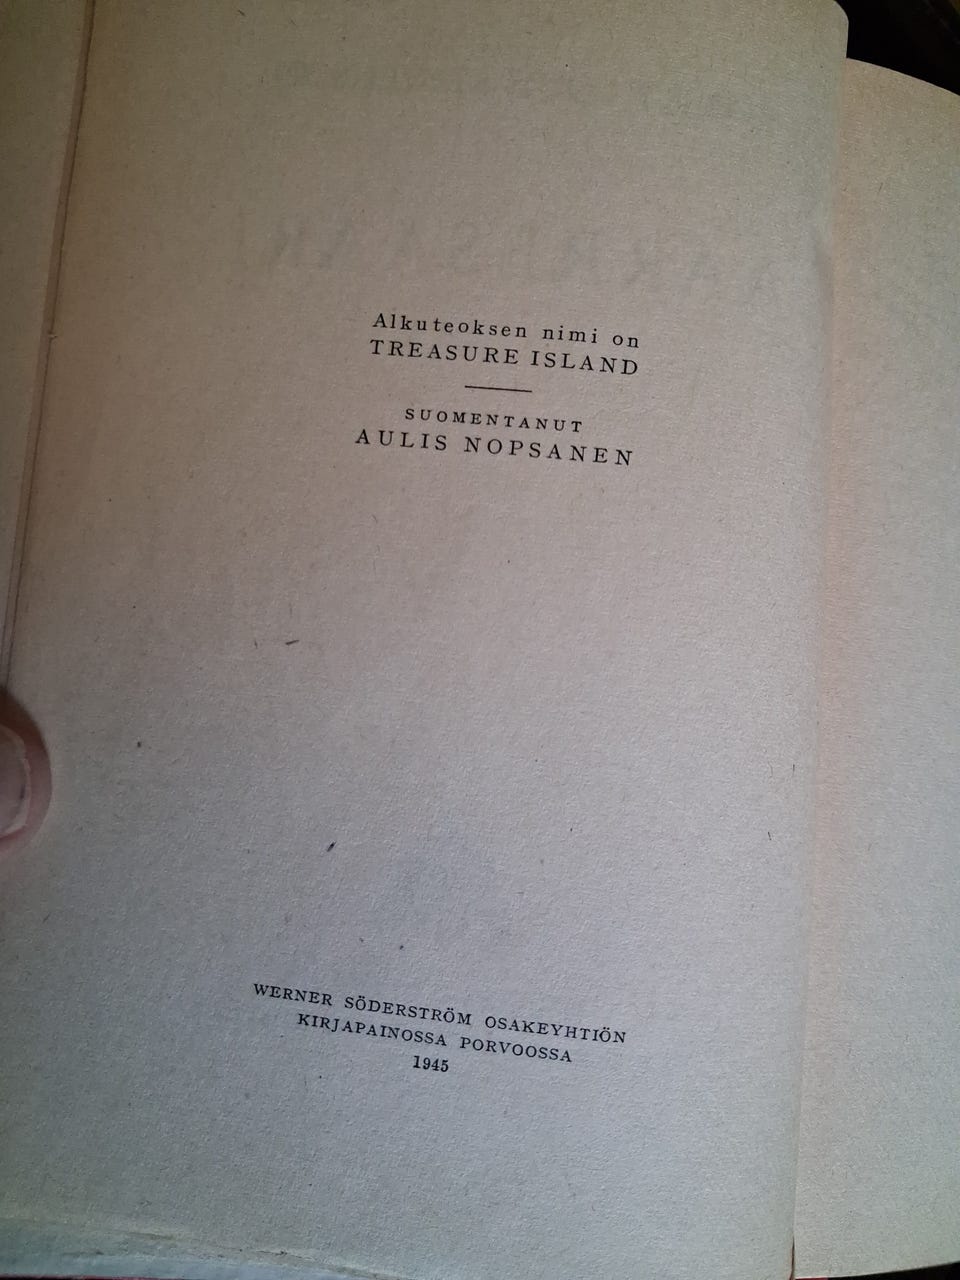 Alkuteoksen nimi on
TREASURE ISLAND
SUOMENTANUT
AULIS NOPSANEN
WERNER SÖDERSTRÖM OSAKEYHTIÖN
KIRJAPAINOSSA PORVOOSSA
1945